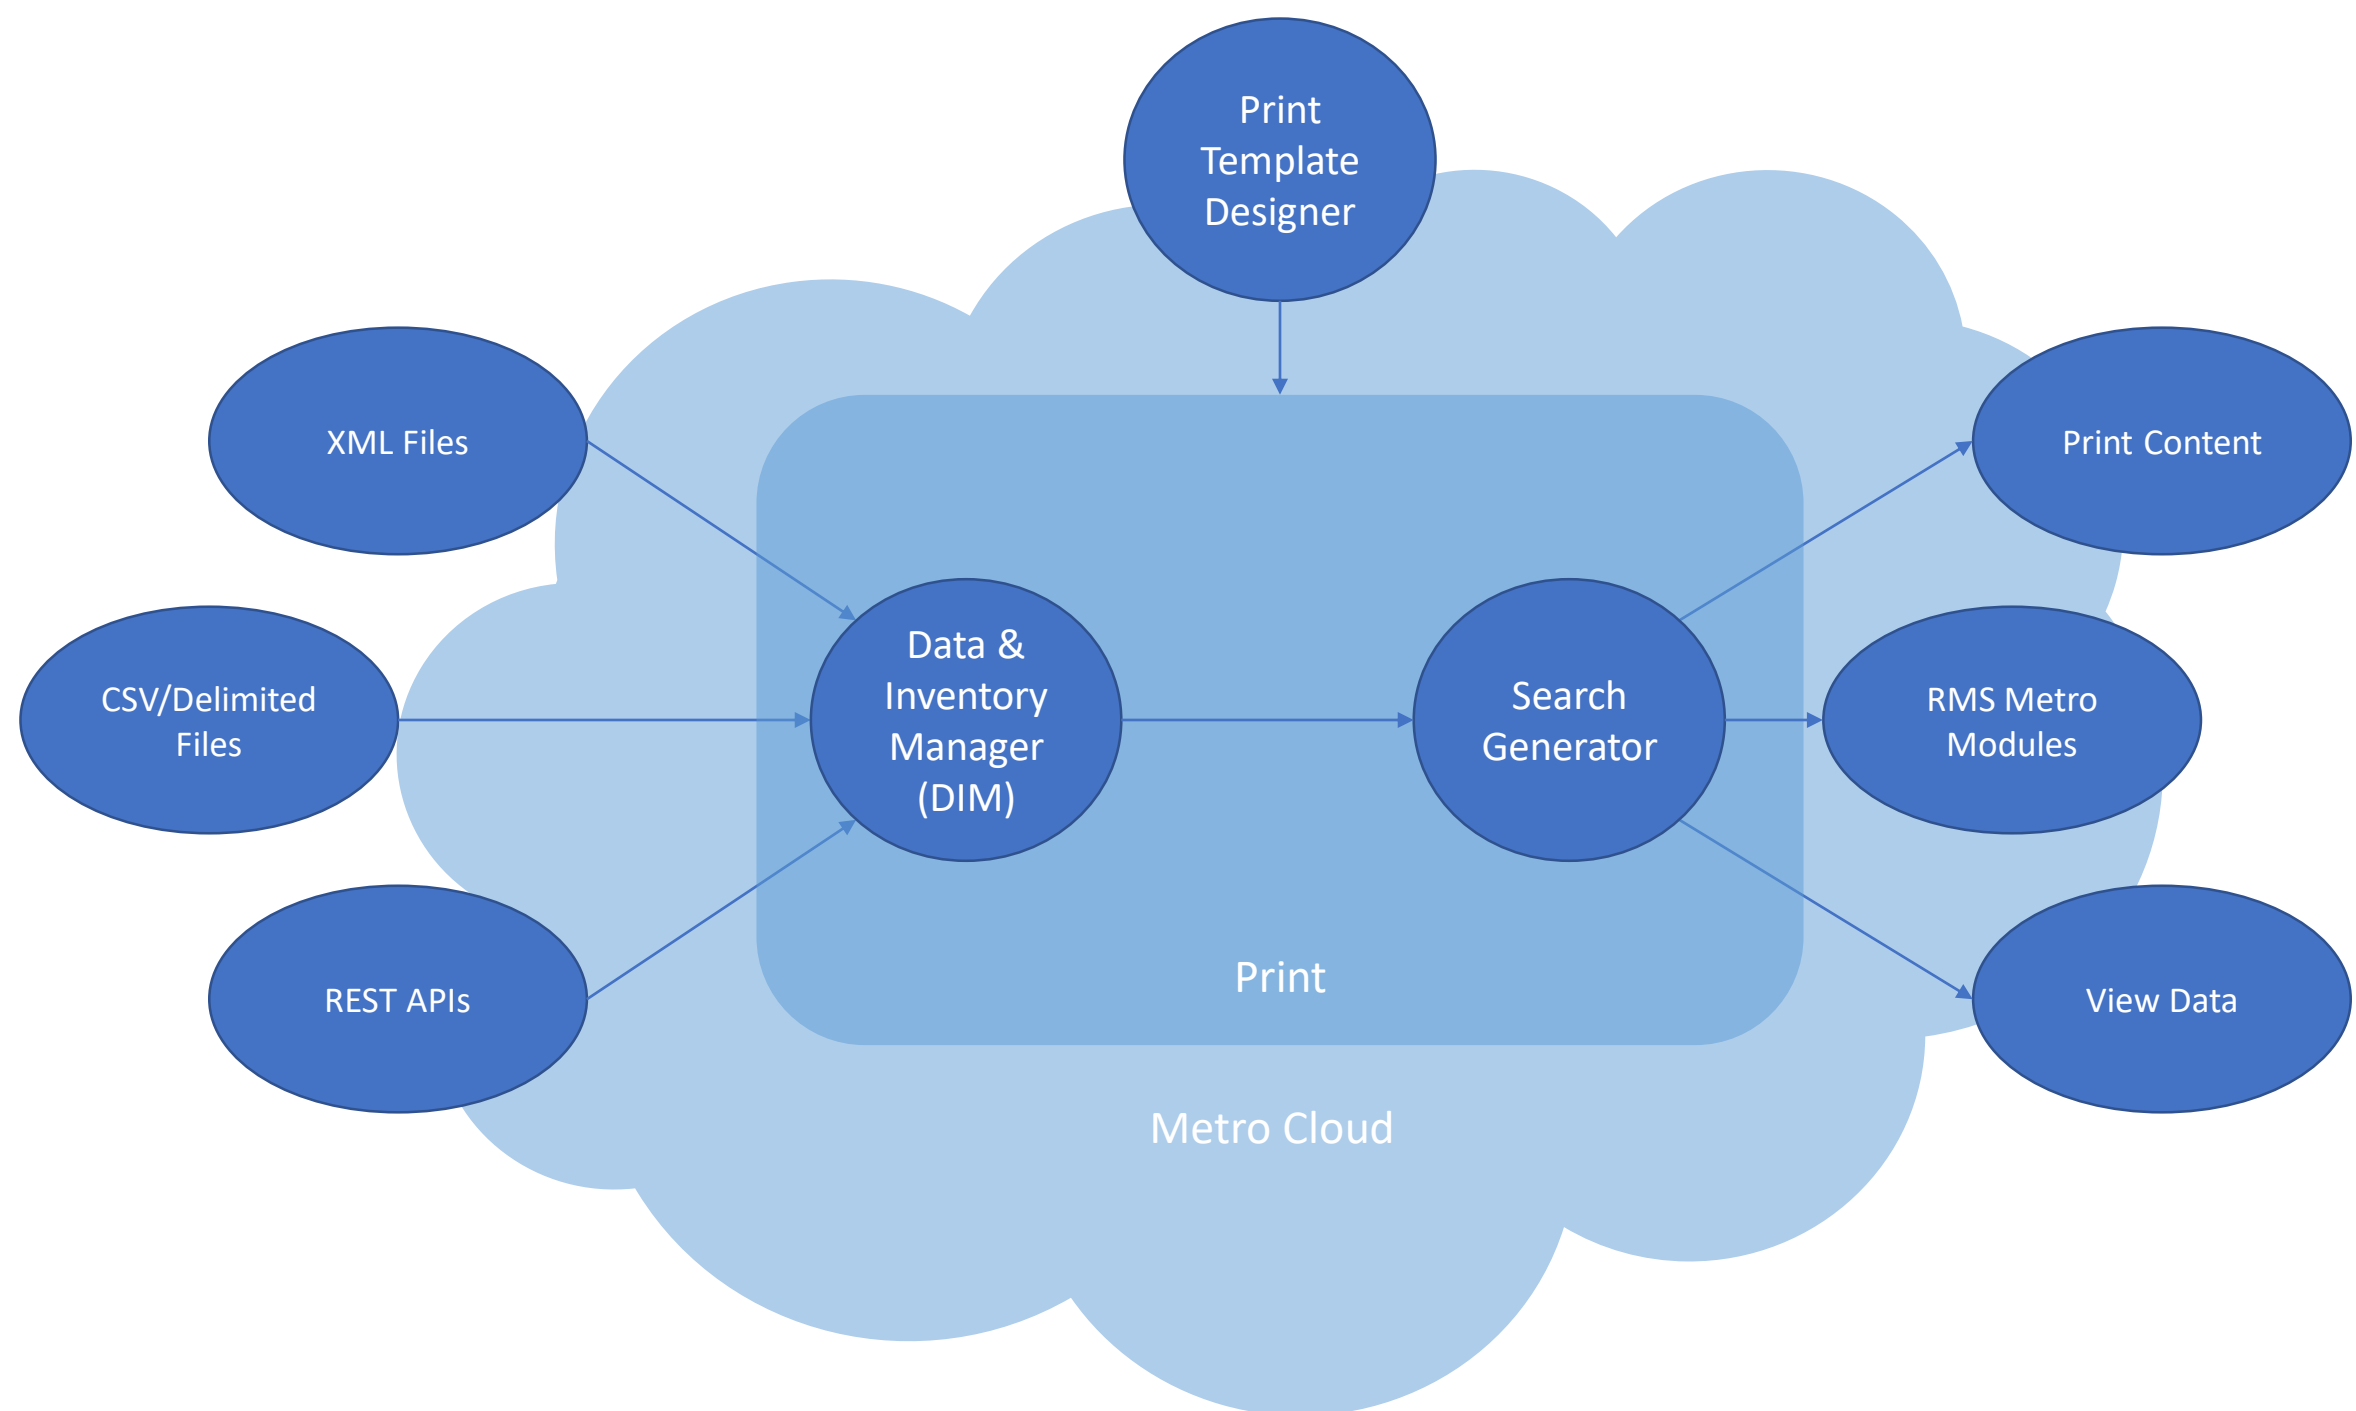 Print
Template
Designer
XML Files
Print Content
CSV/Delimited
Files
Data &
Inventory
Manager
(DIM)
Search
Generator
RMS Metro
Modules
REST APIs
Print
View Data
Metro Cloud